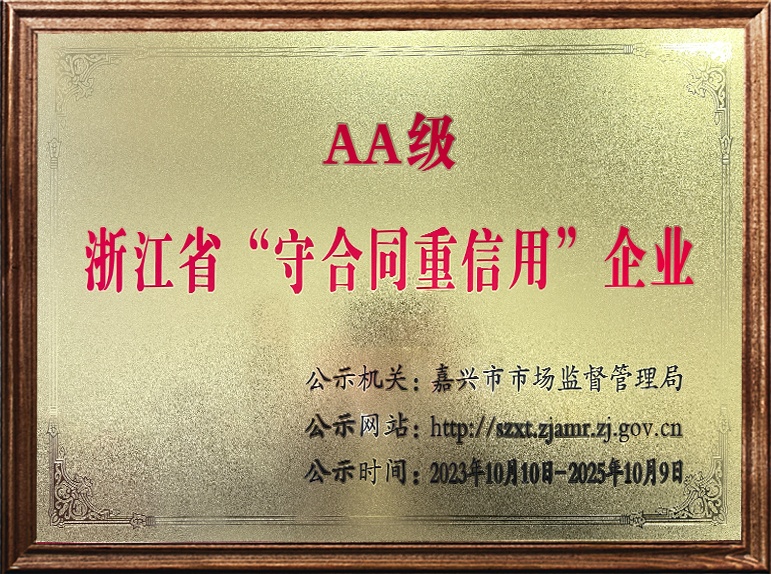 AA级
浙江省“守合同重信用”企业
公示机关：嘉兴市市场监督管理局
公示网站：http://szxt.zjamr.zj.gov.cn
公示时间：2023年10月10日-2025年10月9日